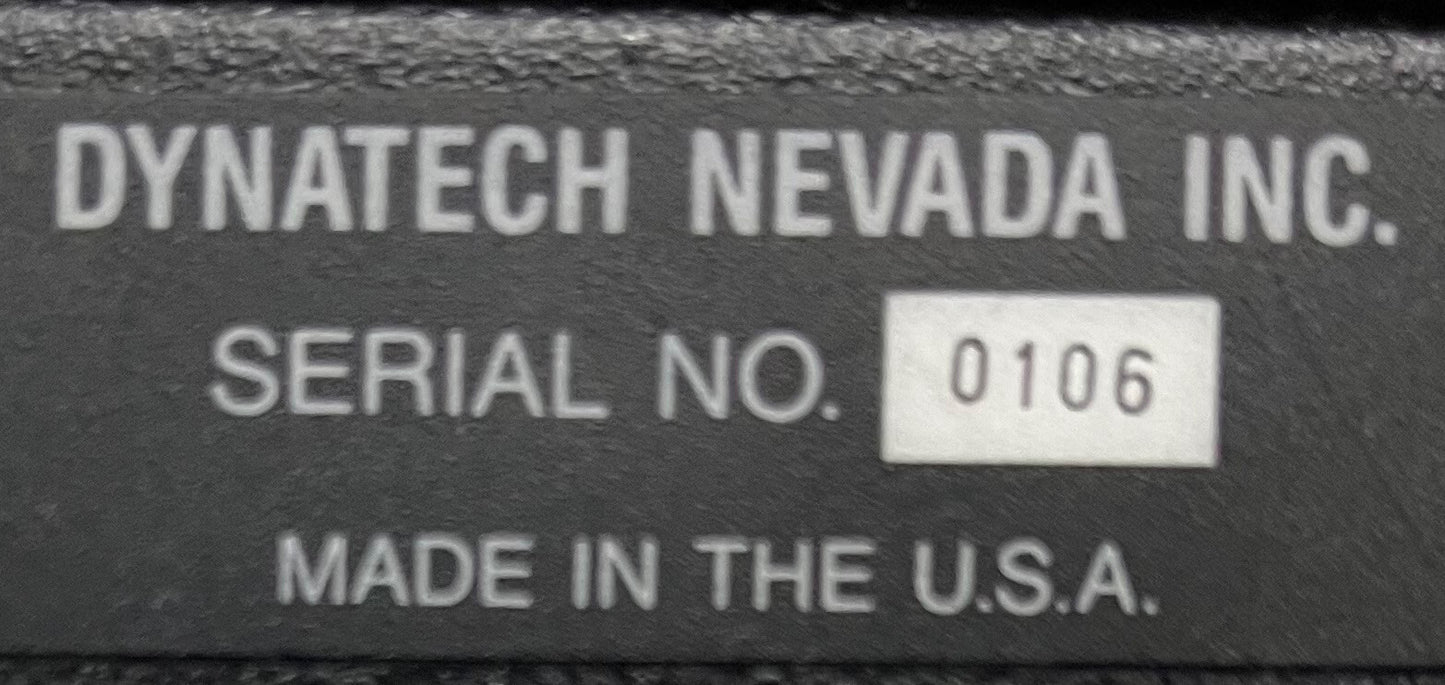 DYNATECH NEVADA INC.
SERIAL NO. 0106
MADE IN THE U.S.A.